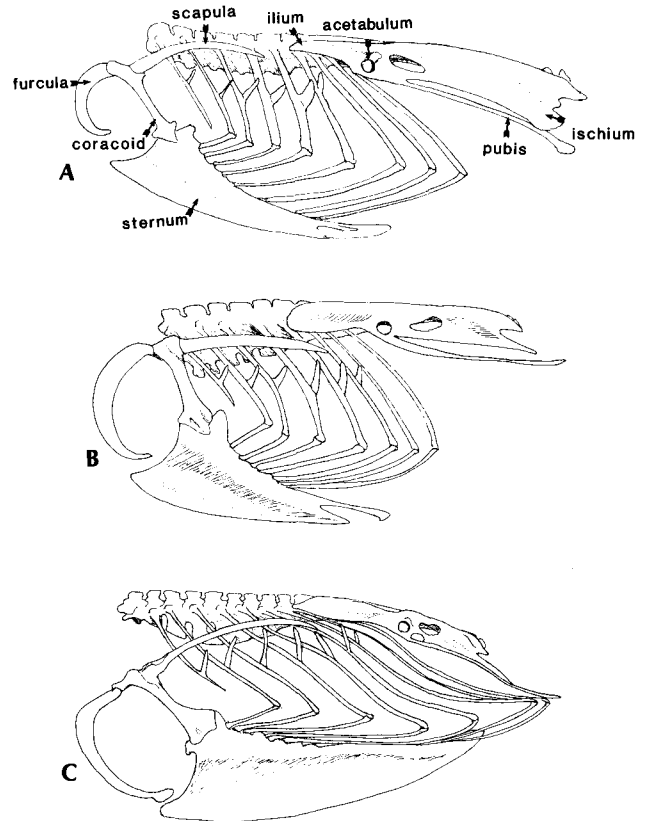 scapula
ilium
acetabulum
furcula
coracoid
ischium
pubis
A
sternum
B
C